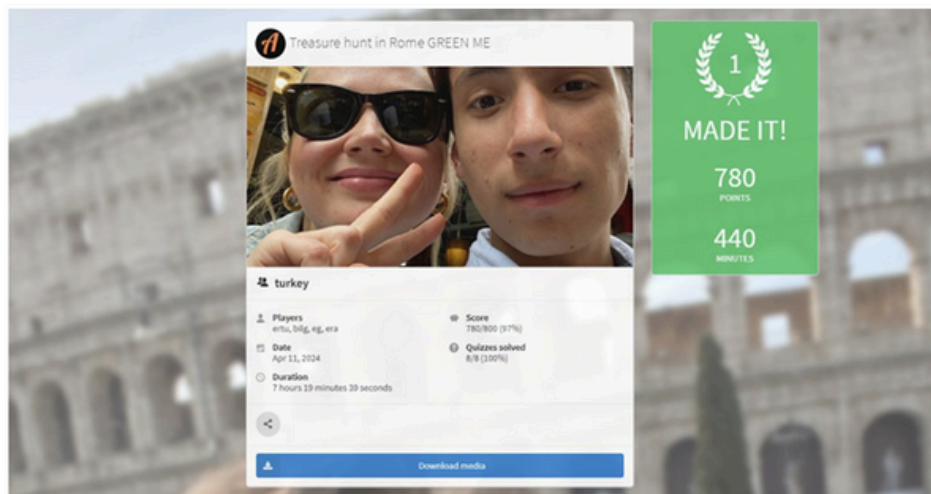 A Treasure hunt in Rome GREEN ME
1
MADE IT!
780
POINTS
440
MINUTES
turkey
Players
ertu, bilg, eg, era
Score
780/800 (97%)
Date
Apr 11, 2024
Quizzes solved
8/8 (100%)
Duration
7 hours 19 minutes 39 seconds
Download media